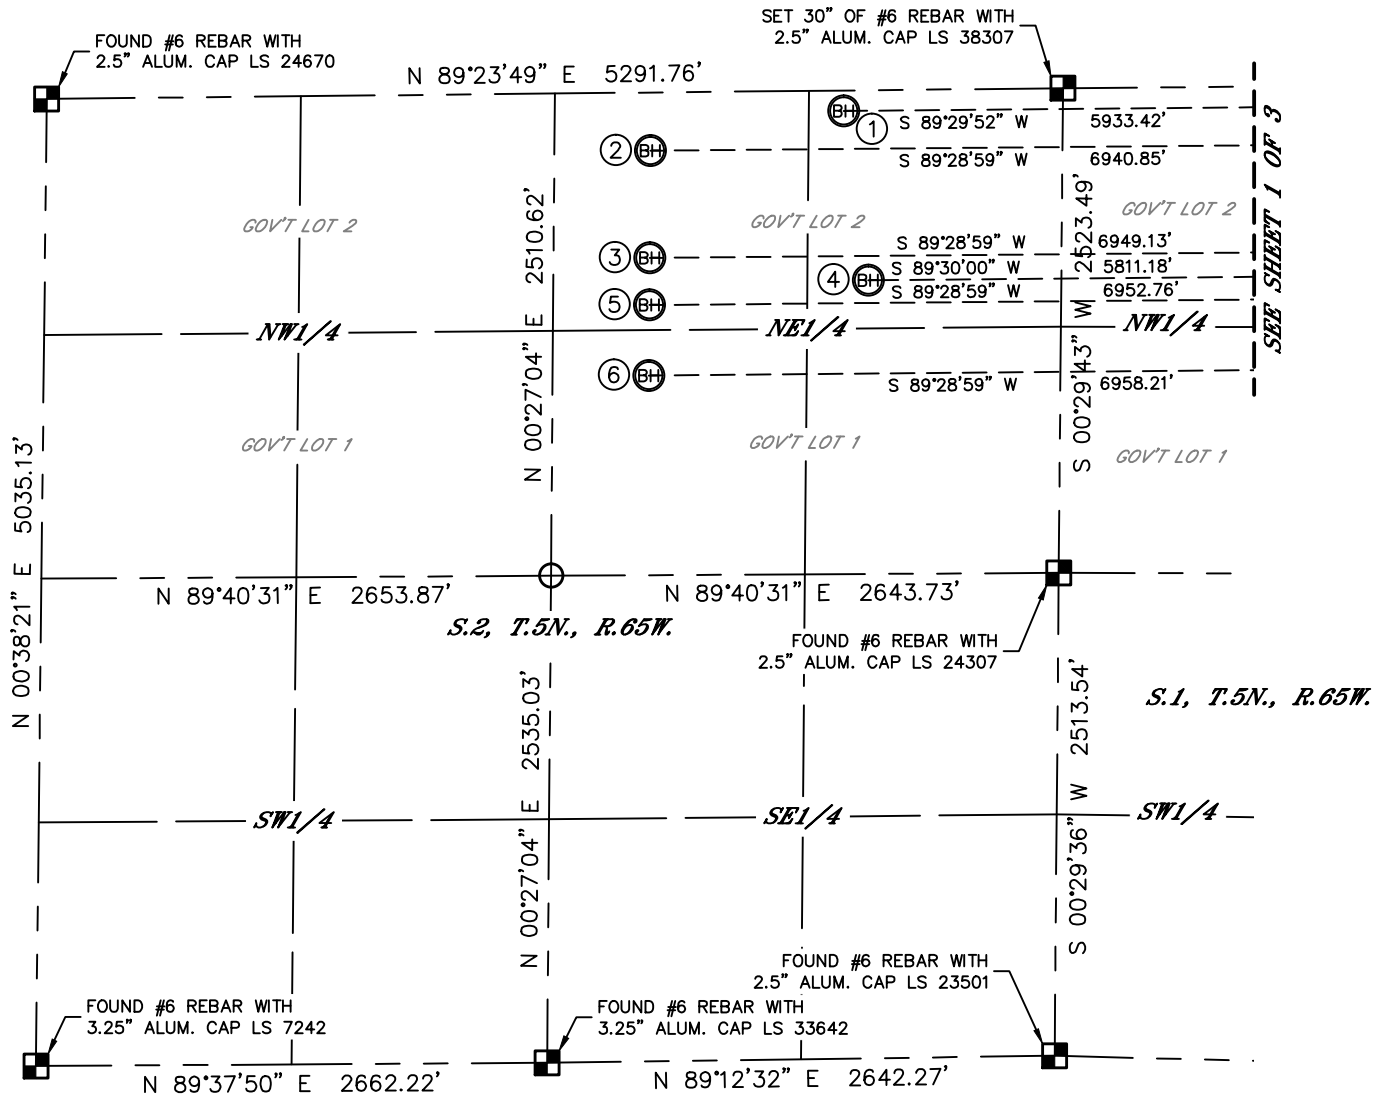 SET 30" OF #6 REBAR WITH
2.5" ALUM. CAP LS 38307
FOUND #6 REBAR WITH
2.5" ALUM. CAP LS 24670
N 89°23'49" E 5291.76'
BH
1
S 89°29'52" W 5933.42'
2 BH
S 89°28'59" W 6940.85'
SEE SHEET 1 OF 3
GOV'T LOT 2
GOV'T LOT 2
GOV'T LOT 2
N 00°27'04" E 2510.62'
S 00°29'43" W 2523.49'
3 BH
S 89°28'59" W 6949.13'
4 BH
S 89°30'00" W 5811.18'
5 BH
S 89°28'59" W 6952.76'
NW1/4
NE1/4
NW1/4
6 BH
S 89°28'59" W 6958.21'
GOV'T LOT 1
GOV'T LOT 1
GOV'T LOT 1
N 00°38'21" E 5035.13'
N 89°40'31" E 2653.87'
N 89°40'31" E 2643.73'
S.2, T.5N., R.65W.
FOUND #6 REBAR WITH
2.5" ALUM. CAP LS 24307
S.1, T.5N., R.65W.
N 00°27'04" E 2535.03'
S 00°29'36" W 2513.54'
SW1/4
SE1/4
SW1/4
FOUND #6 REBAR WITH
2.5" ALUM. CAP LS 23501
FOUND #6 REBAR WITH
3.25" ALUM. CAP LS 7242
FOUND #6 REBAR WITH
3.25" ALUM. CAP LS 33642
N 89°37'50" E 2662.22'
N 89°12'32" E 2642.27'